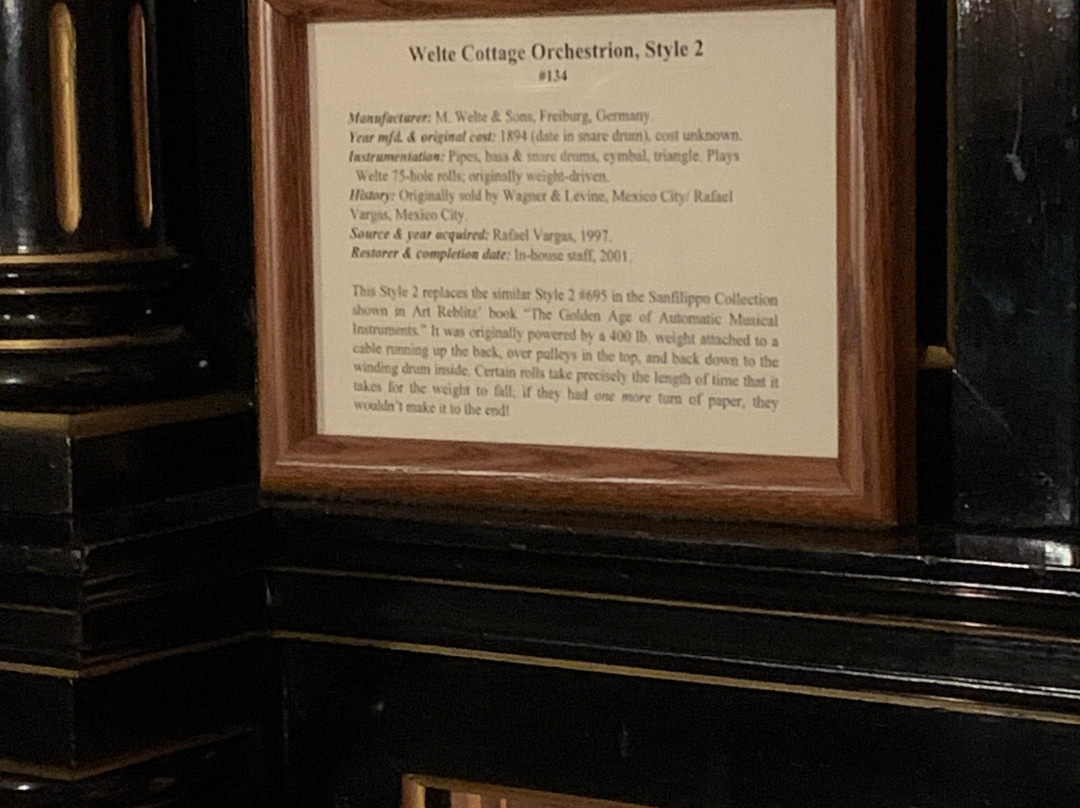 Welte Cottage Orchestrion, Style 2
#134
Manufacturer: M. Welte & Sons, Freiburg, Germany.
Year mfd. & original cost: 1894 (date in snare drum), cost unknown.
Instrumentation: Pipes, bass & snare drums, cymbal, triangle. Plays
Welte 75-hole rolls; originally weight-driven.
History: Originally sold by Wagner & Levine, Mexico City/ Rafael
Vargas, Mexico City.
Source & year acquired: Rafael Vargas, 1997.
Restorer & completion date: In-house staff, 2001.
This Style 2 replaces the similar Style 2 #695 in the Sanfilippo Collection
shown in Art Reblitz' book "The Golden Age of Automatic Musical
Instruments." It was originally powered by a 400 lb. weight attached to a
cable running up the back, over pulleys in the top, and back down to the
winding drum inside. Certain rolls take precisely the length of time that it
takes for the weight to fall; if they had one more turn of paper, they
wouldn't make it to the end!